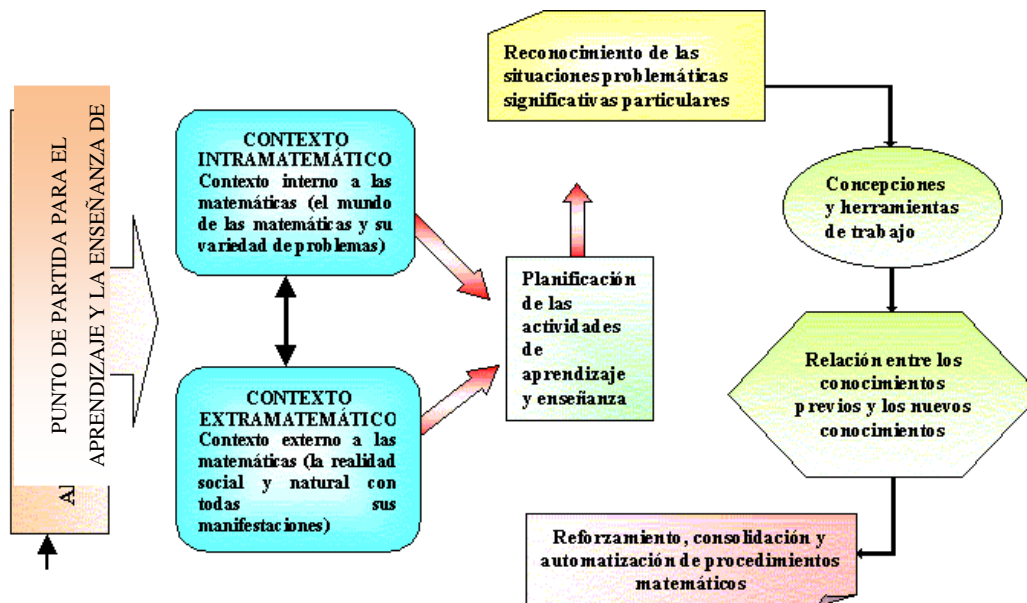 PUNTO DE PARTIDA PARA EL
APRENDIZAJE Y LA ENSEÑANZA DE
CONTEXTO
INTRAMATEMÁTICO
Contexto interno a las
matemáticas (el mundo
de las matemáticas y su
variedad de problemas)
CONTEXTO
EXTRAMATEMÁTICO
Contexto externo a las
matemáticas (la realidad
social y natural con
todas sus
manifestaciones)
Planificación
de las
actividades
de
aprendizaje
y enseñanza
Reconocimiento de las
situaciones problemáticas
significativas particulares
Concepciones
y herramientas
de trabajo
Relación entre los
conocimientos
previos y los nuevos
conocimientos
Reforzamiento, consolidación y
automatización de procedimientos
matemáticos